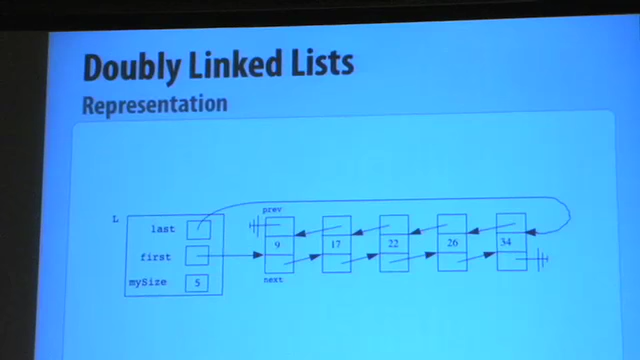 Doubly Linked Lists
Representation
L
last
first
mySize 5
prev
9 17 22 26 34
next